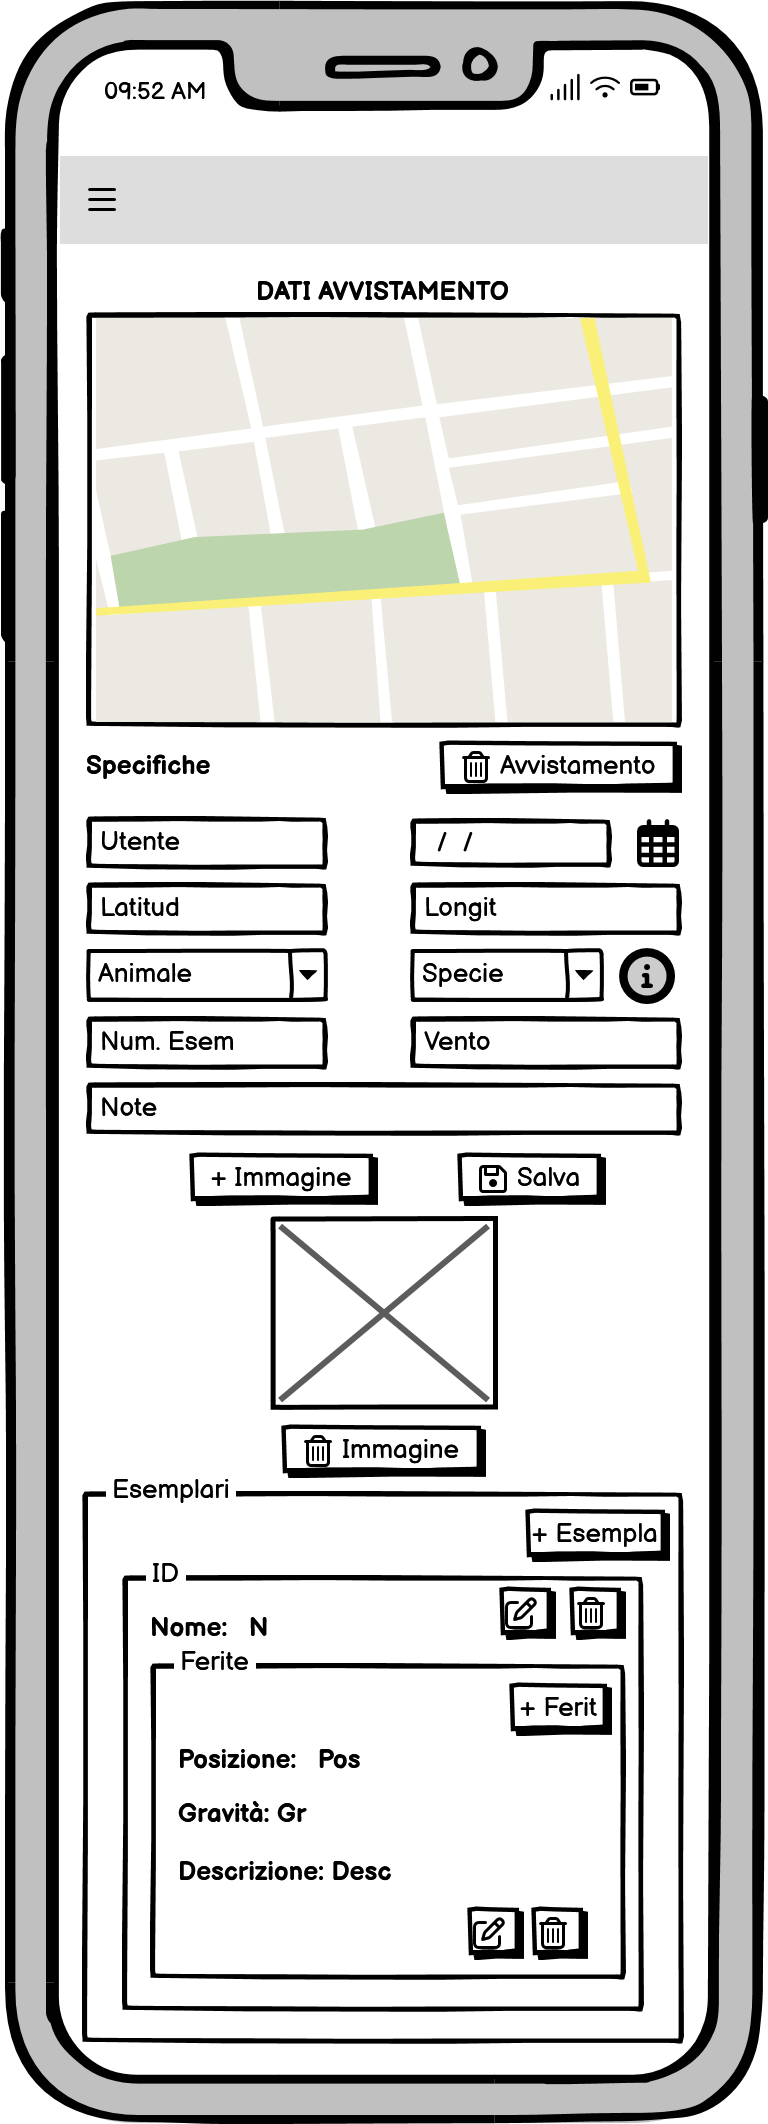 09:52 AM
DATI AVVISTAMENTO
Specifiche
Avvistamento
Utente
/ /
Latitud
Longit
Animale
Specie
Num. Esem
Vento
Note
+ Immagine
Salva
Immagine
Esemplari
+ Esempla
ID
Nome: N
Ferite
+ Ferit
Posizione: Pos
Gravità: Gr
Descrizione: Desc